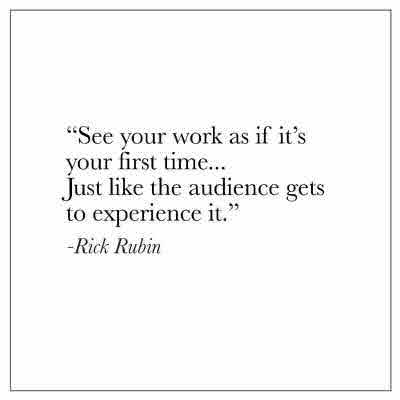 “See your work as if it’s
your first time...
Just like the audience gets
to experience it.”
-Rick Rubin